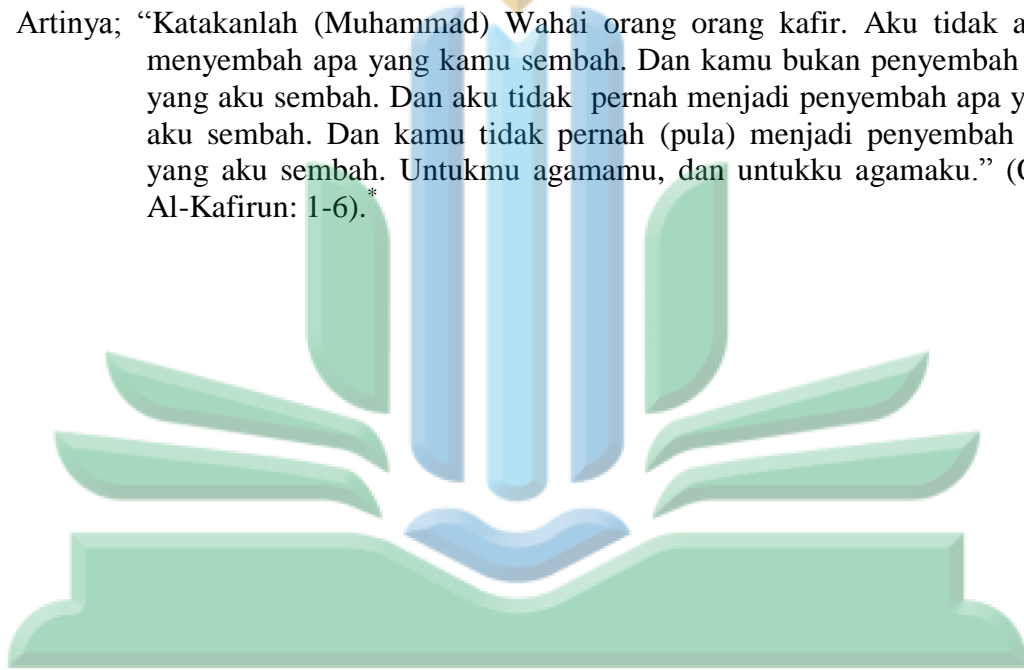 Artinya; “Katakanlah (Muhammad) Wahai orang orang kafir. Aku tidak
menyembah apa yang kamu sembah. Dan kamu bukan penyembah
yang aku sembah. Dan aku tidak pernah menjadi penyembah apa
aku sembah. Dan kamu tidak pernah (pula) menjadi penyembah
yang aku sembah. Untukmu agamamu, dan untukku agamaku.”
Al-Kafirun: 1-6).*